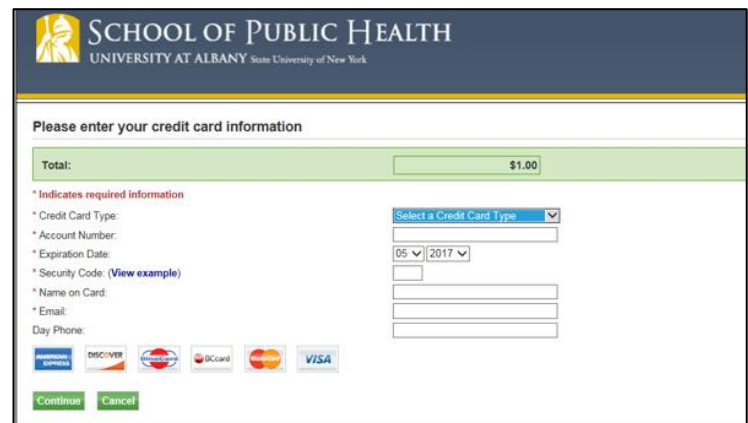 SCHOOL OF PUBLIC HEALTH
UNIVERSITY AT ALBANY State University of New York
Please enter your credit card information
Total: $1.00
* Indicates required information
* Credit Card Type: Select a Credit Card Type
* Account Number:
* Expiration Date: 05 2017
* Security Code: (View example)
* Name on Card:
* Email:
Day Phone:
AMERICAN EXPRESS DISCOVER DinersCard BCcard MasterCard VISA
Continue Cancel